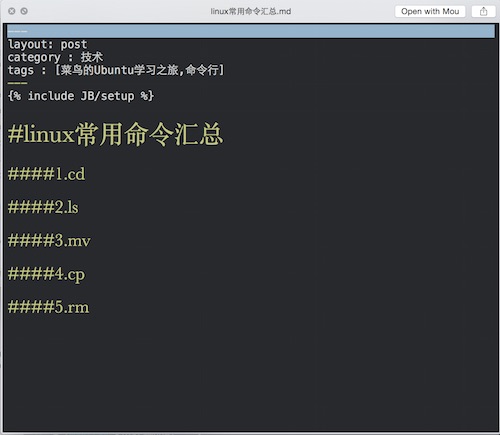 linux常用命令汇总.md
Open with Mou
---
layout: post
category : 技术
tags : [菜鸟的Ubuntu学习之旅,命令行]
---
{% include JB/setup %}
#linux常用命令汇总
####1.cd
####2.ls
####3.mv
####4.cp
####5.rm